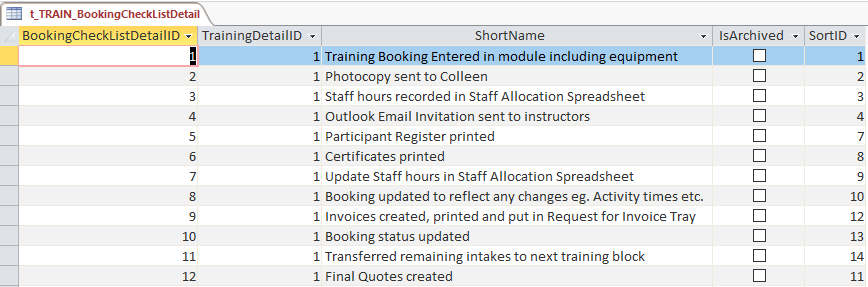 t_TRAIN_BookingCheckListDetail
BookingCheckListDetailID TrainingDetailID ShortName IsArchived SortID
1 1 Training Booking Entered in module including equipment 1
2 1 Photocopy sent to Colleen 2
3 1 Staff hours recorded in Staff Allocation Spreadsheet 3
4 1 Outlook Email Invitation sent to instructors 4
5 1 Participant Register printed 7
6 1 Certificates printed 8
7 1 Update Staff hours in Staff Allocation Spreadsheet 9
8 1 Booking updated to reflect any changes eg. Activity times etc. 10
9 1 Invoices created, printed and put in Request for Invoice Tray 12
10 1 Booking status updated 13
11 1 Transferred remaining intakes to next training block 14
12 1 Final Quotes created 11